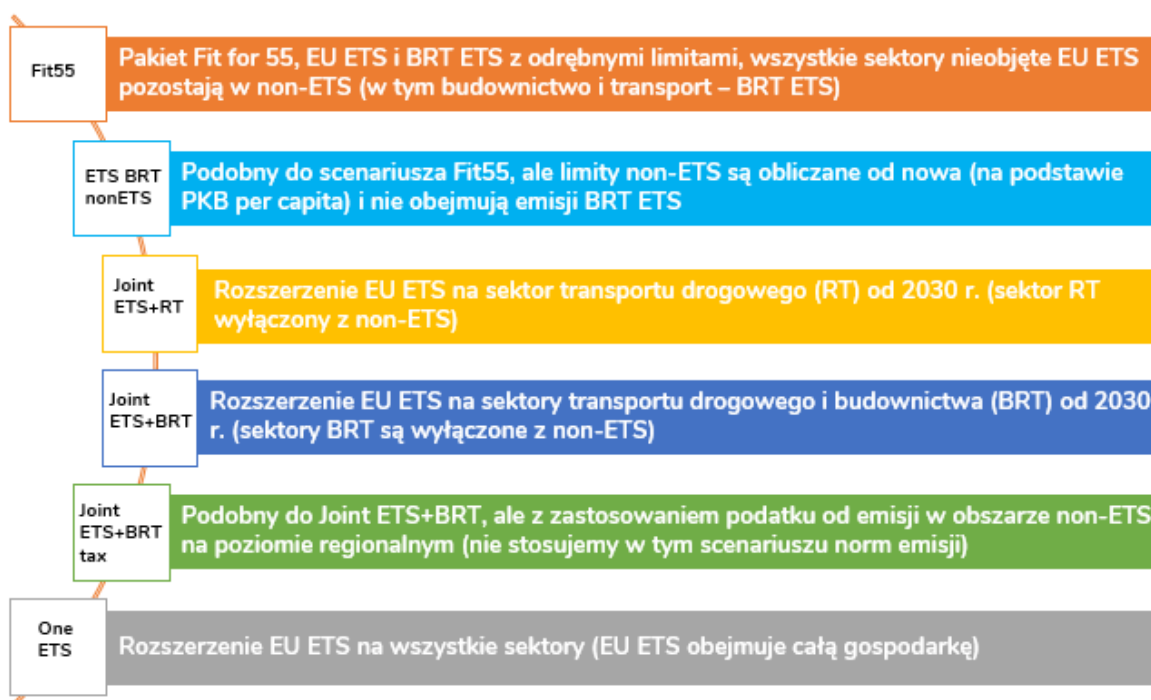 Fit55
Pakiet Fit for 55, EU ETS i BRT ETS z odrębnymi limitami, wszystkie sektory nieobjęte EU ETS
pozostają w non-ETS (w tym budownictwo i transport – BRT ETS)
ETS BRT
nonETS
Podobny do scenariusza Fit55, ale limity non-ETS są obliczane od nowa (na podstawie
PKB per capita) i nie obejmują emisji BRT ETS
Joint
ETS+RT
Rozszerzenie EU ETS na sektor transportu drogowego (RT) od 2030 r. (sektor RT
wyłączony z non-ETS)
Joint
ETS+BRT
Rozszerzenie EU ETS na sektory transportu drogowego i budownictwa (BRT) od 2030
r. (sektory BRT są wyłączone z non-ETS)
Joint
ETS+BRT
tax
Podobny do Joint ETS+BRT, ale z zastosowaniem podatku od emisji w obszarze non-ETS
na poziomie regionalnym (nie stosujemy w tym scenariuszu norm emisji)
One
ETS
Rozszerzenie EU ETS na wszystkie sektory (EU ETS obejmuje całą gospodarkę)